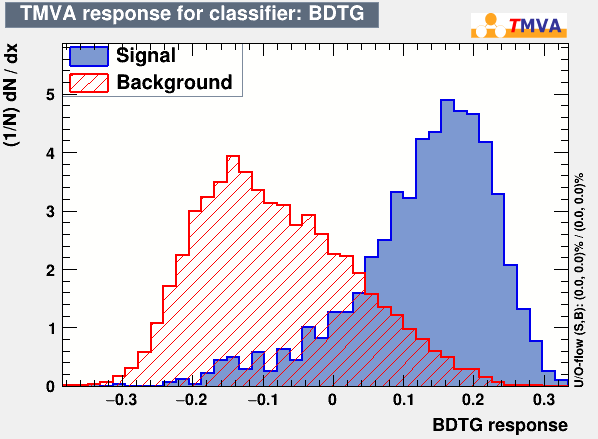 TMVA response for classifier: BDTG
TMVA
Signal
Background
(1/N) dN / dx
5
4
3
2
1
0
−0.3 −0.2 −0.1 0 0.1 0.2 0.3
BDTG response
U/O-flow (S,B): (0.0, 0.0)% / (0.0, 0.0)%